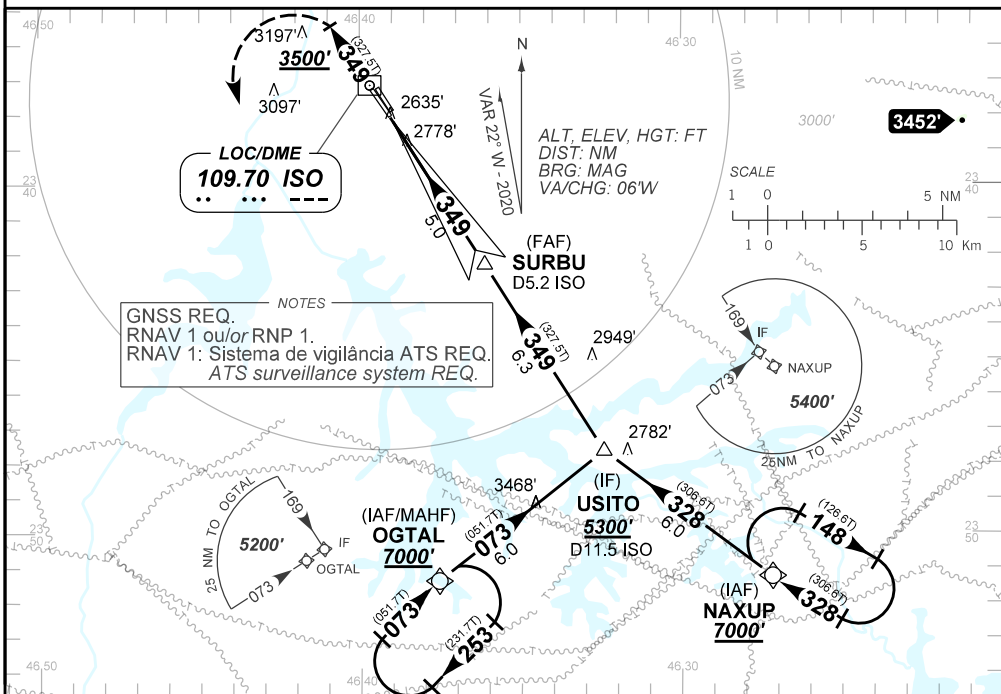 46 50
46 40
46 30
3197'
3500'
(327.5T)
349
3097'
2635'
2778'
N
VAR 22° W - 2020
ALT, ELEV, HGT: FT
DIST: NM
BRG: MAG
VA/CHG: 06'W
10 NM
3000'
3452'
LOC/DME
109.70 ISO
SCALE
1 0 5 NM
1 0 5 10 Km
23 40
23 40
349
5.0
(FAF)
SURBU
D5.2 ISO
NOTES
GNSS REQ.
RNAV 1 ou/or RNP 1.
RNAV 1: Sistema de vigilância ATS REQ.
ATS surveillance system REQ.
(327.5T)
349
6.3
2949'
169
IF
NAXUP
073
5400'
25NM TO NAXUP
2782'
(IF)
USITO
5300'
D11.5 ISO
3468'
(051.7T)
073
6.0
(306.6T)
328
6.0
25 NM TO OGTAL
5200'
169
IF
OGTAL
073
(IAF/MAHF)
OGTAL
7000'
23 50
23 50
(126.6T)
148
(306.6T)
328
(IAF)
NAXUP
7000'
(051.7T)
073
(231.7T)
253
46 50
46 40
46 30